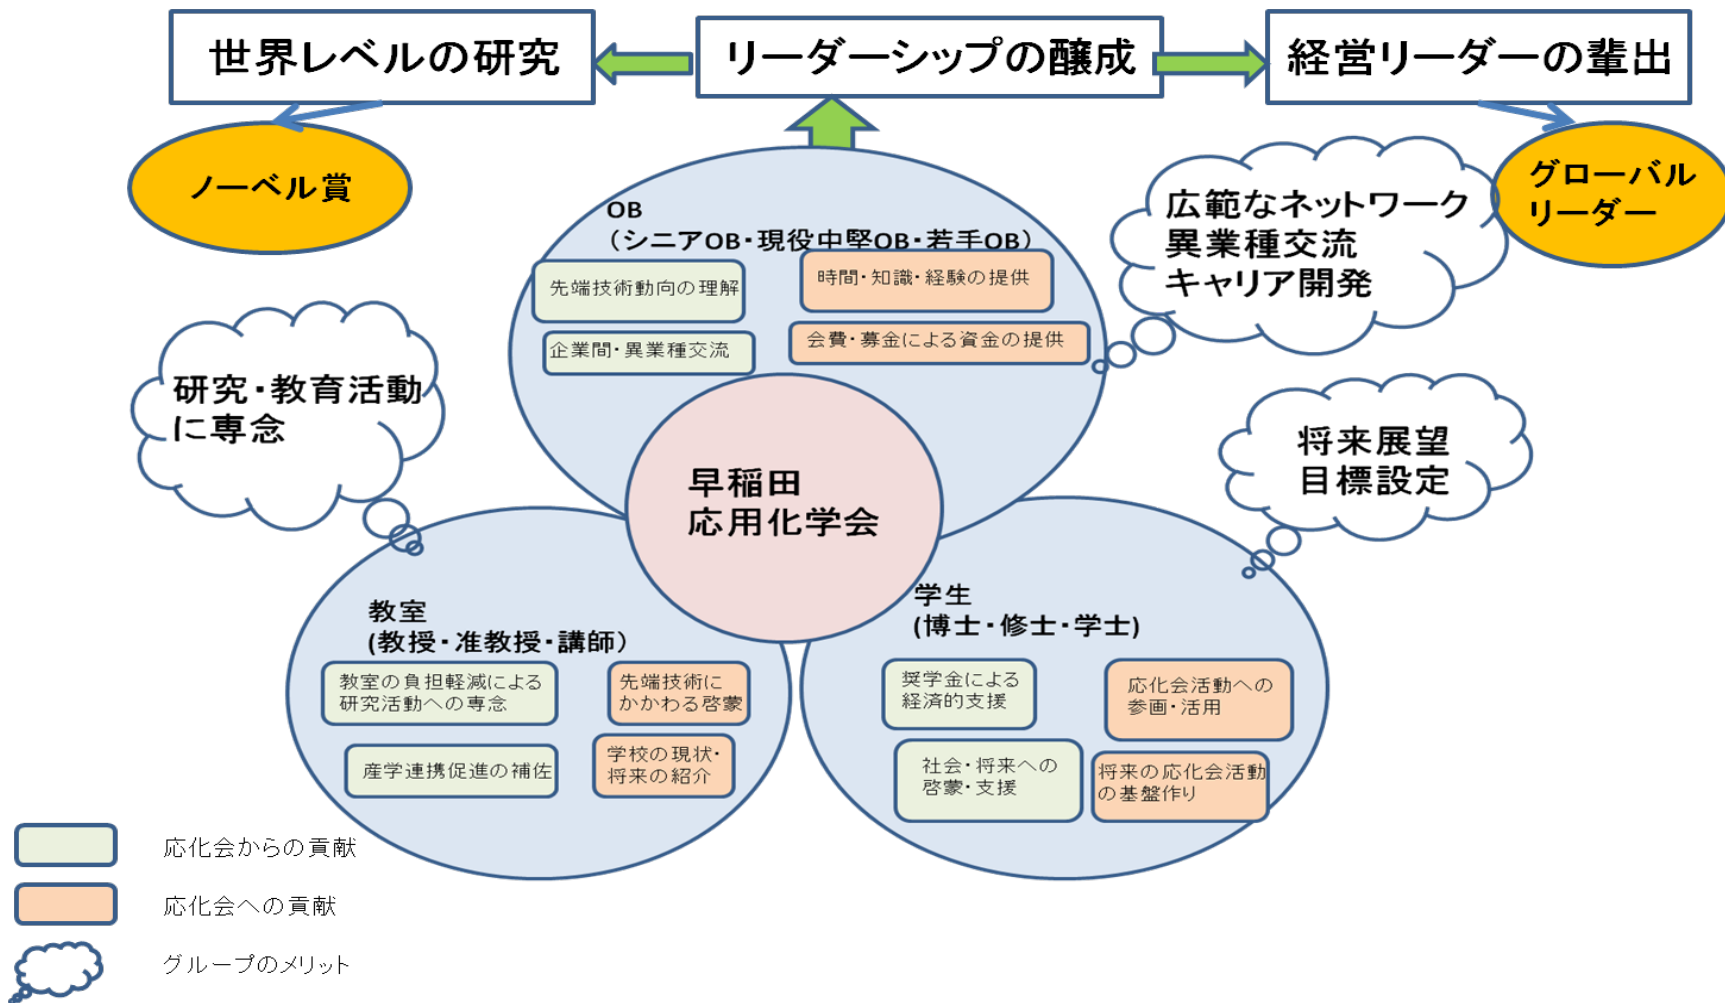 世界レベルの研究
リーダーシップの醸成
経営リーダーの輩出
ノーベル賞
グローバル
リーダー
OB
(シニアOB・現役中堅OB・若手OB)
先端技術動向の理解
時間・知識・経験の提供
企業間・異業種交流
会費・募金による資金の提供
広範なネットワーク
異業種交流
キャリア開発
研究・教育活動
に専念
将来展望
目標設定
早稲田
応用化学会
教室
(教授・准教授・講師)
教室の負担軽減による
研究活動への専念
先端技術に
かかわる啓蒙
産学連携促進の補佐
学校の現状・
将来の紹介
学生
(博士・修士・学士)
奨学金による
経済的支援
応化会活動への
参画・活用
社会・将来への
啓蒙・支援
将来の応化会活動
の基盤作り
応化会からの貢献
応化会への貢献
グループのメリット